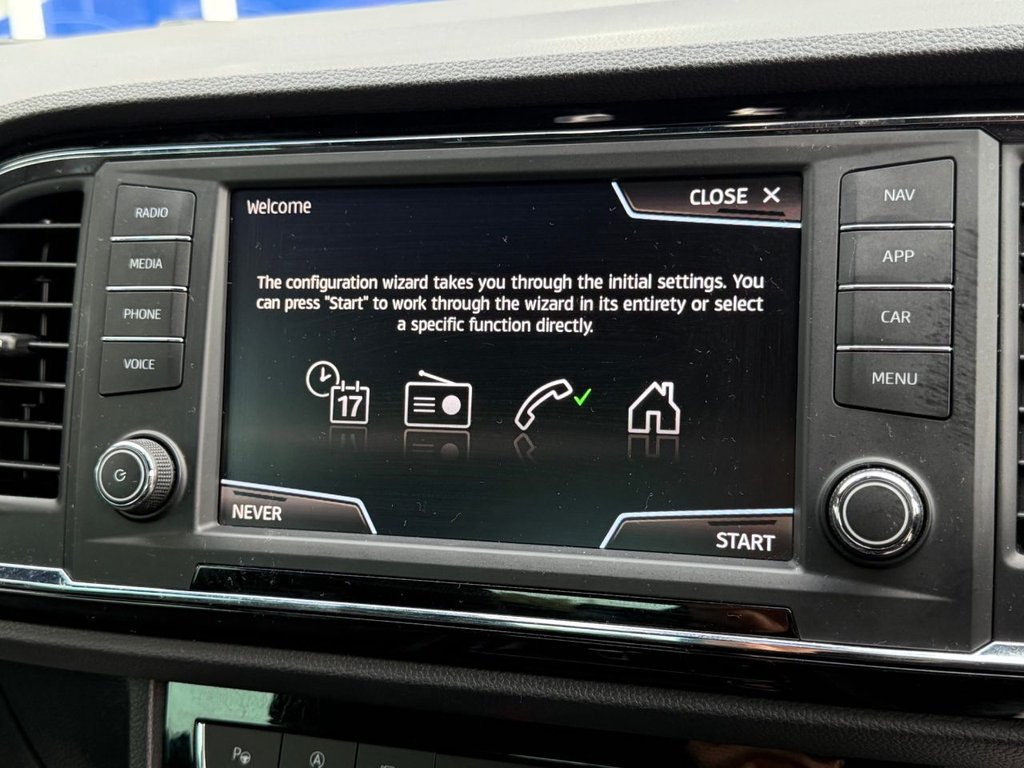 Welcome
CLOSE X
The configuration wizard takes you through the initial settings. You
can press "Start" to work through the wizard in its entirety or select
a specific function directly.
17
NEVER
START
RADIO
MEDIA
PHONE
VOICE
NAV
APP
CAR
MENU
P
A